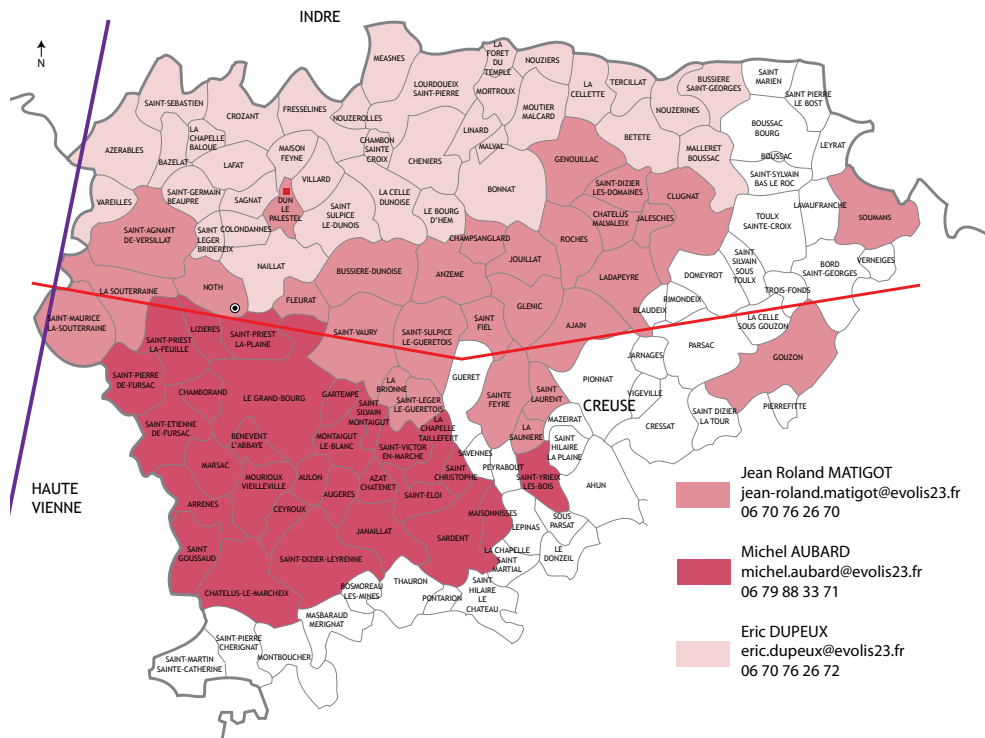 INDRE
N
MEASNES
LA
FORET
DU
TEMPLE
NOUZIERS
LOURDOUEIX
SAINT-PIERRE
MORTROUX
LA
CELLETTE
TERCILLAT
BUSSIERE
SAINT-GEORGES
SAINT
MARIEN
SAINT PIERRE
LE BOST
SAINT-SEBASTIEN
CROZANT
FRESSELINES
NOUZEROLLES
MOUTIER
MALCARD
NOUZERINES
BOUSSAC
BOURG
LA
CHAPELLE
BALOUE
CHAMBON
SAINTE
CROIX
LINARD
MALVAL
BETETE
MALLERET
BOUSSAC
LEYRAT
AZERABLES
BAZELAT
LAFAT
MAISON
FEYNE
CHENIERS
GENOUILLAC
BOUSSAC
SAINT-SYLVAIN
BAS LE ROC
VAREILLES
SAINT-GERMAIN
BEAUPRE
SAGNAT
DUN
LE
PALESTEL
VILLARD
LA CELLE
DUNOISE
BONNAT
SAINT-DIZIER
LES-DOMAINES
CLUGNAT
LAVAUFRANCHE
SOUMANS
SAINT-AGNANT
DE-VERSILLAT
SAINT
LEGER
BRIDEREIX
COLONDANNES
SAINT
SULPICE
LE-DUNOIS
LE BOURG
D'HEM
CHATELUS
MALVALEIX
JALESCHES
TOULX
SAINTE-CROIX
CHAMPSANGLARD
ROCHES
NAILLAT
BUSSIERE-DUNOISE
ANZEME
JOUILLAT
LADAPEYRE
DOMEYROT
SAINT
SILVAIN
SOUS
TOULX
BORD
SAINT-GEORGES
VERNEIGES
LA SOUTERRAINE
NOTH
FLEURAT
GLENIC
BLAUDEIX
RIMONDEIX
TROIS-FONDS
SAINT-MAURICE
LA-SOUTERRAINE
LIZIERES
SAINT-PRIEST
LA-PLAINE
SAINT-VAURY
SAINT-SULPICE
LE-GUERETOIS
SAINT
FIEL
AJAIN
LA CELLE
SOUS GOUZON
SAINT-PRIEST
LA-FEUILLE
PARSAC
GOUZON
JARNAGES
SAINT-PIERRE
DE-FURSAC
CHAMBORAND
LE GRAND-BOURG
GARTEMPE
LA
BRIONNE
SAINT-LEGER
LE-GUERETOIS
GUERET
SAINTE
FEYRE
SAINT
LAURENT
PIONNAT
VIGEVILLE
CREUSE
PIERREFITTE
SAINT
SILVAIN
MONTAIGUT
MAZEIRAT
SAINT DIZIER
LA TOUR
SAINT-ETIENNE
DE-FURSAC
BENEVENT
L'ABBAYE
MONTAIGUT
LE-BLANC
LA
CHAPELLE
TAILLEFERT
LA
SAUNIERE
CRESSAT
SAINT-VICTOR
EN-MARCHE
SAVENNES
SAINT
HILAIRE
LA PLAINE
MARSAC
MOURIOUX
VIEILLEVILLE
AULON
AZAT
CHATENET
SAINT
CHRISTOPHE
PEYRABOUT
SAINT-YRIEIX
LES-BOIS
AHUN
HAUTE
VIENNE
ARRENES
CEYROUX
AUGERES
SAINT-ELOI
MAISONNISSES
SOUS
PARSAT
LEPINAS
JANAILLAT
SARDENT
SAINT
GOUSSAUD
SAINT-DIZIER-LEYRENNE
LA CHAPELLE
SAINT
MARTIAL
LE
DONZEIL
CHATELUS-LE-MARCHEIX
BOSMOREAU
LES-MINES
THAURON
PONTARION
SAINT
HILAIRE
LE
CHATEAU
MASBARAUD
MERIGNAT
SAINT-PIERRE
CHERIGNAT
MONTBOUCHER
SAINT-MARTIN
SAINTE-CATHERINE
Jean Roland MATIGOT
jean-roland.matigot@evolis23.fr
06 70 76 26 70
Michel AUBARD
michel.aubard@evolis23.fr
06 79 88 33 71
Eric DUPEUX
eric.dupeux@evolis23.fr
06 70 76 26 72